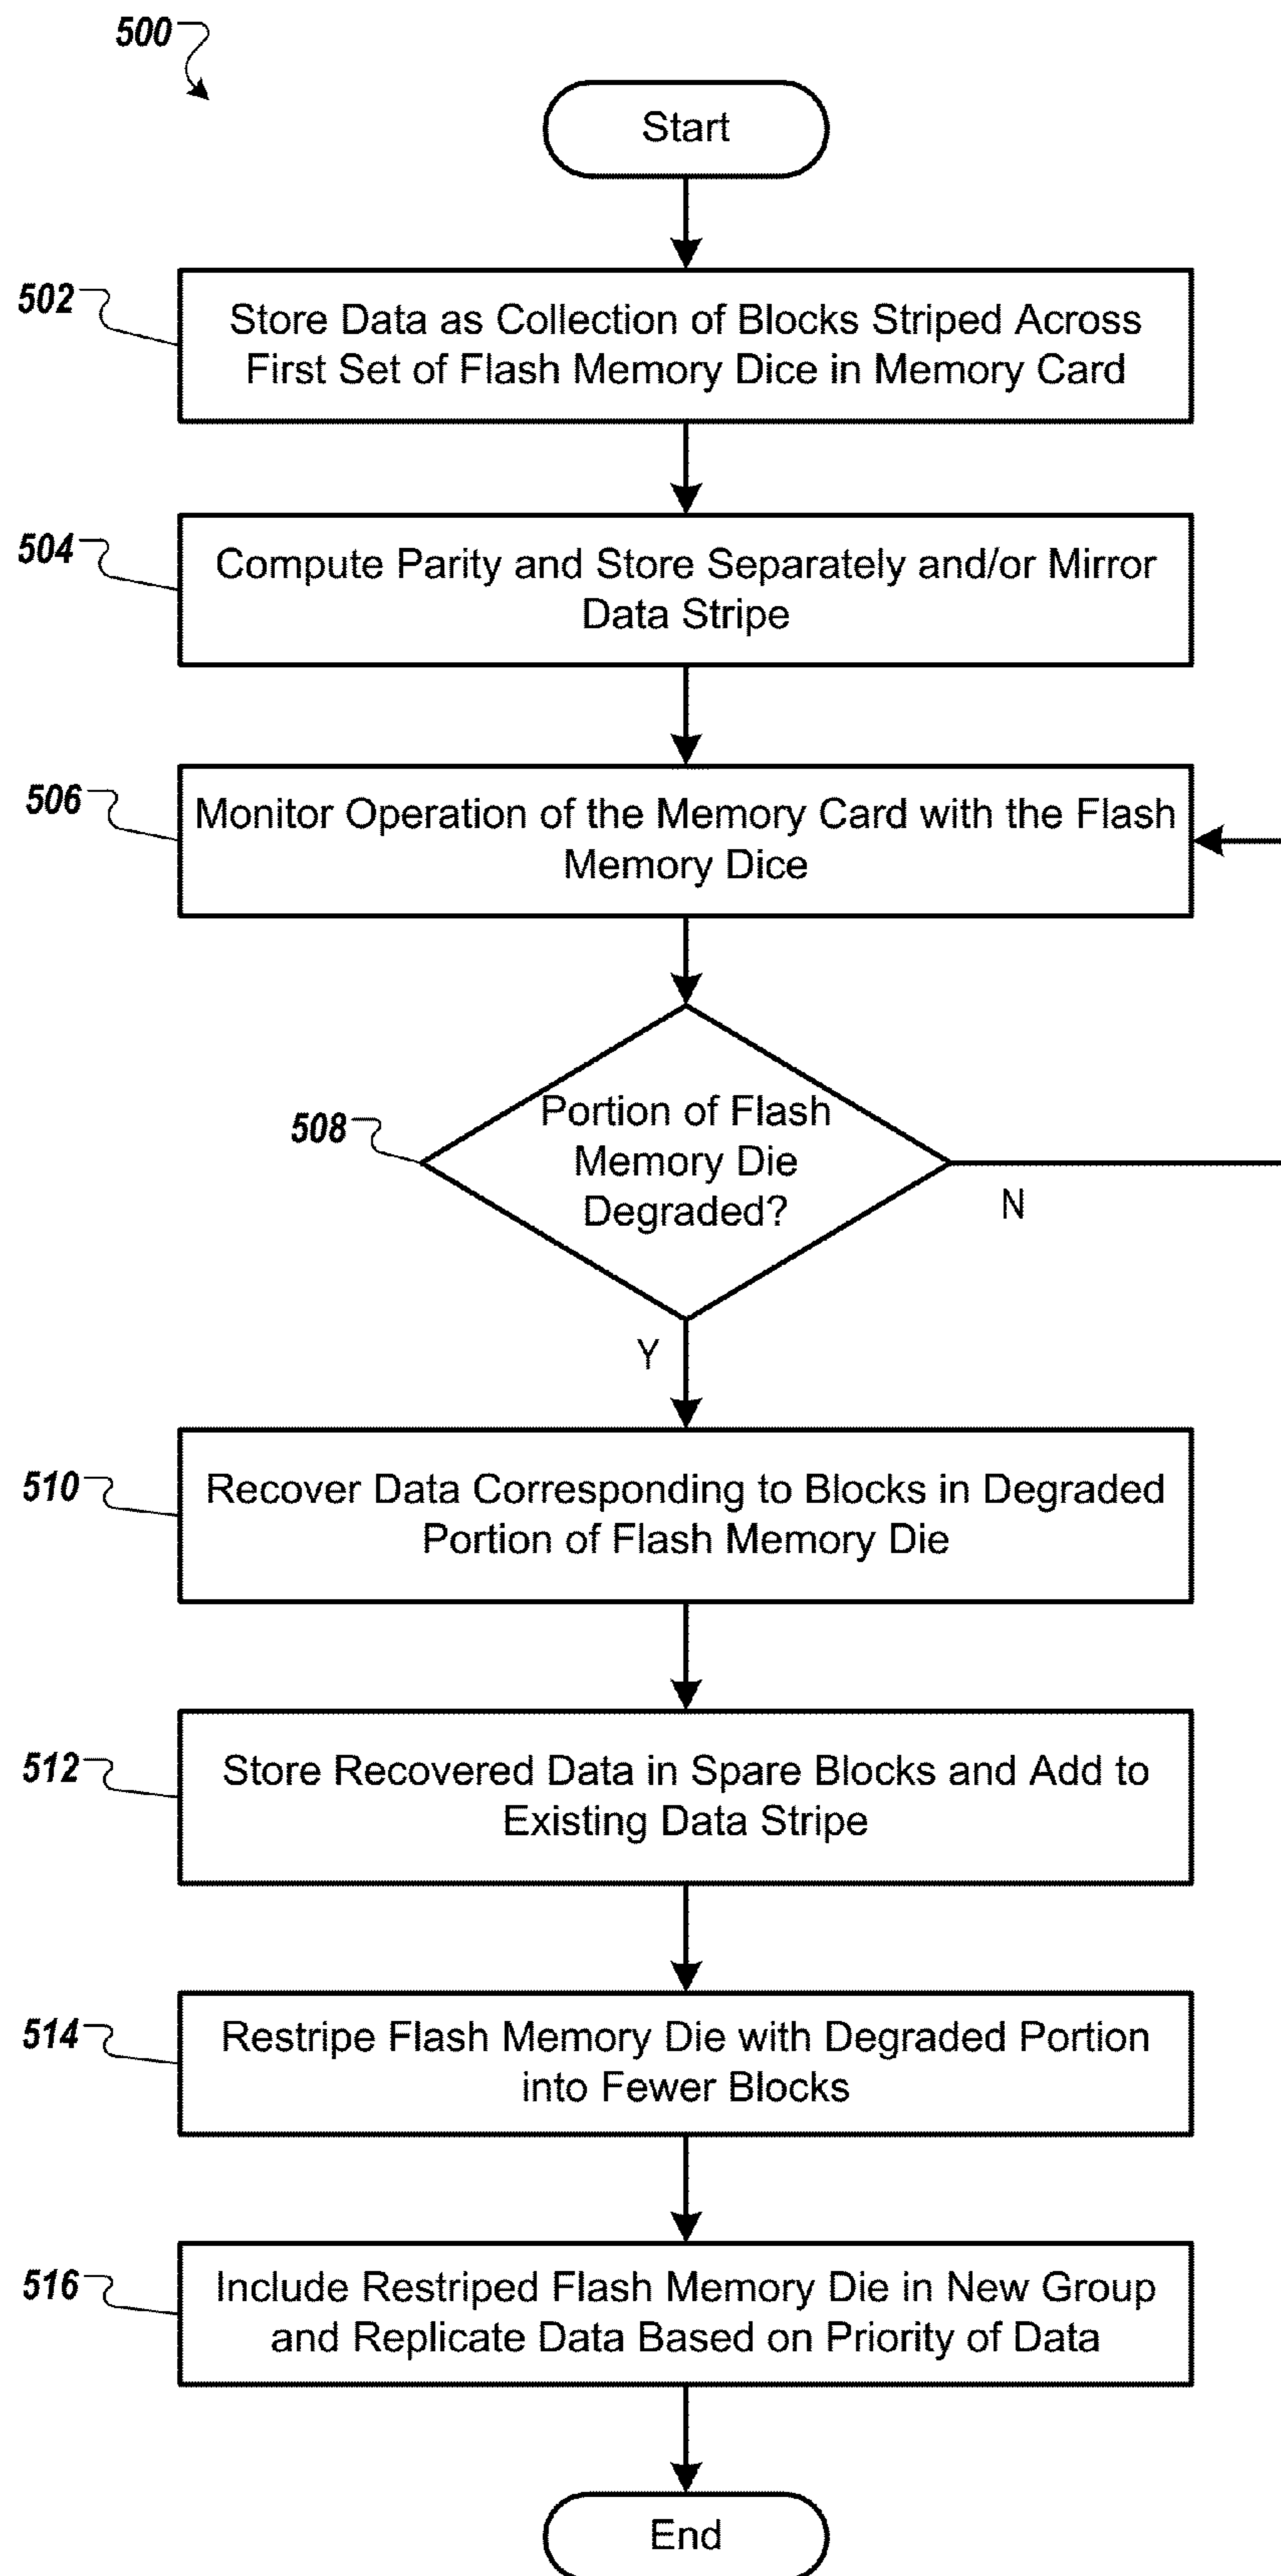 500
Start
502
Store Data as Collection of Blocks Striped Across
First Set of Flash Memory Dice in Memory Card
504
Compute Parity and Store Separately and/or Mirror
Data Stripe
506
Monitor Operation of the Memory Card with the Flash
Memory Dice
508
Portion of Flash
Memory Die
Degraded?
N
Y
510
Recover Data Corresponding to Blocks in Degraded
Portion of Flash Memory Die
512
Store Recovered Data in Spare Blocks and Add to
Existing Data Stripe
514
Restripe Flash Memory Die with Degraded Portion
into Fewer Blocks
516
Include Restriped Flash Memory Die in New Group
and Replicate Data Based on Priority of Data
End